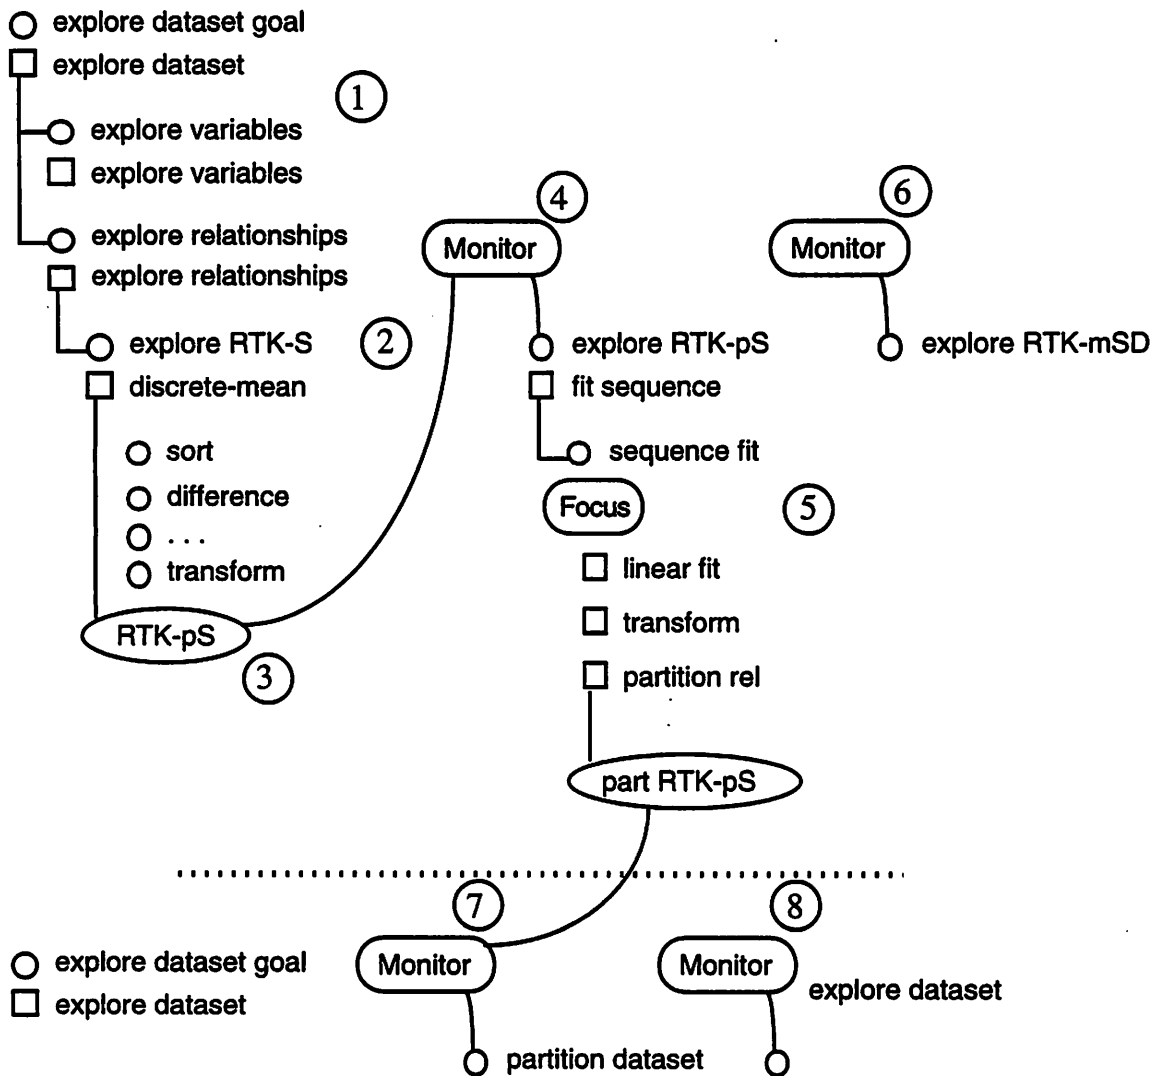 explore dataset goal
explore dataset
1
explore variables
explore variables
explore relationships
explore relationships
2
explore RTK-S
discrete-mean
sort
difference
. . .
transform
RTK-pS
3
4
Monitor
explore RTK-pS
fit sequence
sequence fit
Focus
5
linear fit
transform
partition rel
part RTK-pS
6
Monitor
explore RTK-mSD
explore dataset goal
explore dataset
7
Monitor
partition dataset
8
Monitor
explore dataset